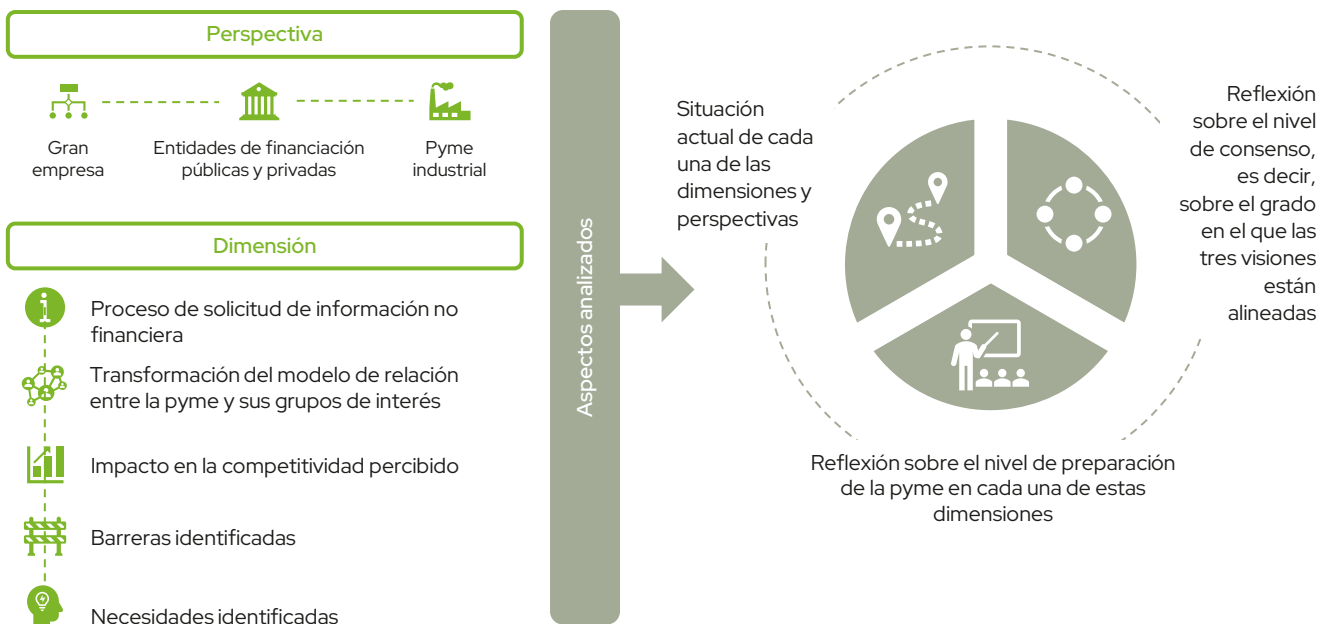 Perspectiva
Gran
empresa
Entidades de financiación
públicas y privadas
Pyme
industrial
Dimensión
Proceso de solicitud de información no
financiera
Transformación del modelo de relación
entre la pyme y sus grupos de interés
Impacto en la competitividad percibido
Barreras identificadas
Necesidades identificadas
Aspectos analizados
Situación
actual de cada
una de las
dimensiones y
perspectivas
Reflexión
sobre el nivel
de consenso,
es decir,
sobre el grado
en el que las
tres visiones
están
alineadas
Reflexión sobre el nivel de preparación
de la pyme en cada una de estas
dimensiones